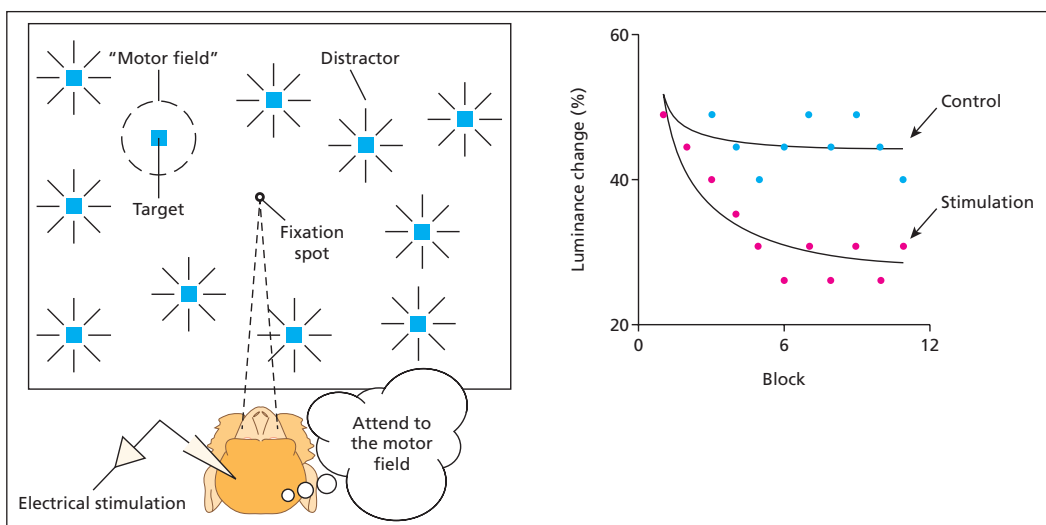 “Motor field”
Distractor
Target
Fixation
spot
Attend to
the motor
field
Electrical stimulation
60
40
20
0
6
12
Luminance change (%)
Block
Control
Stimulation